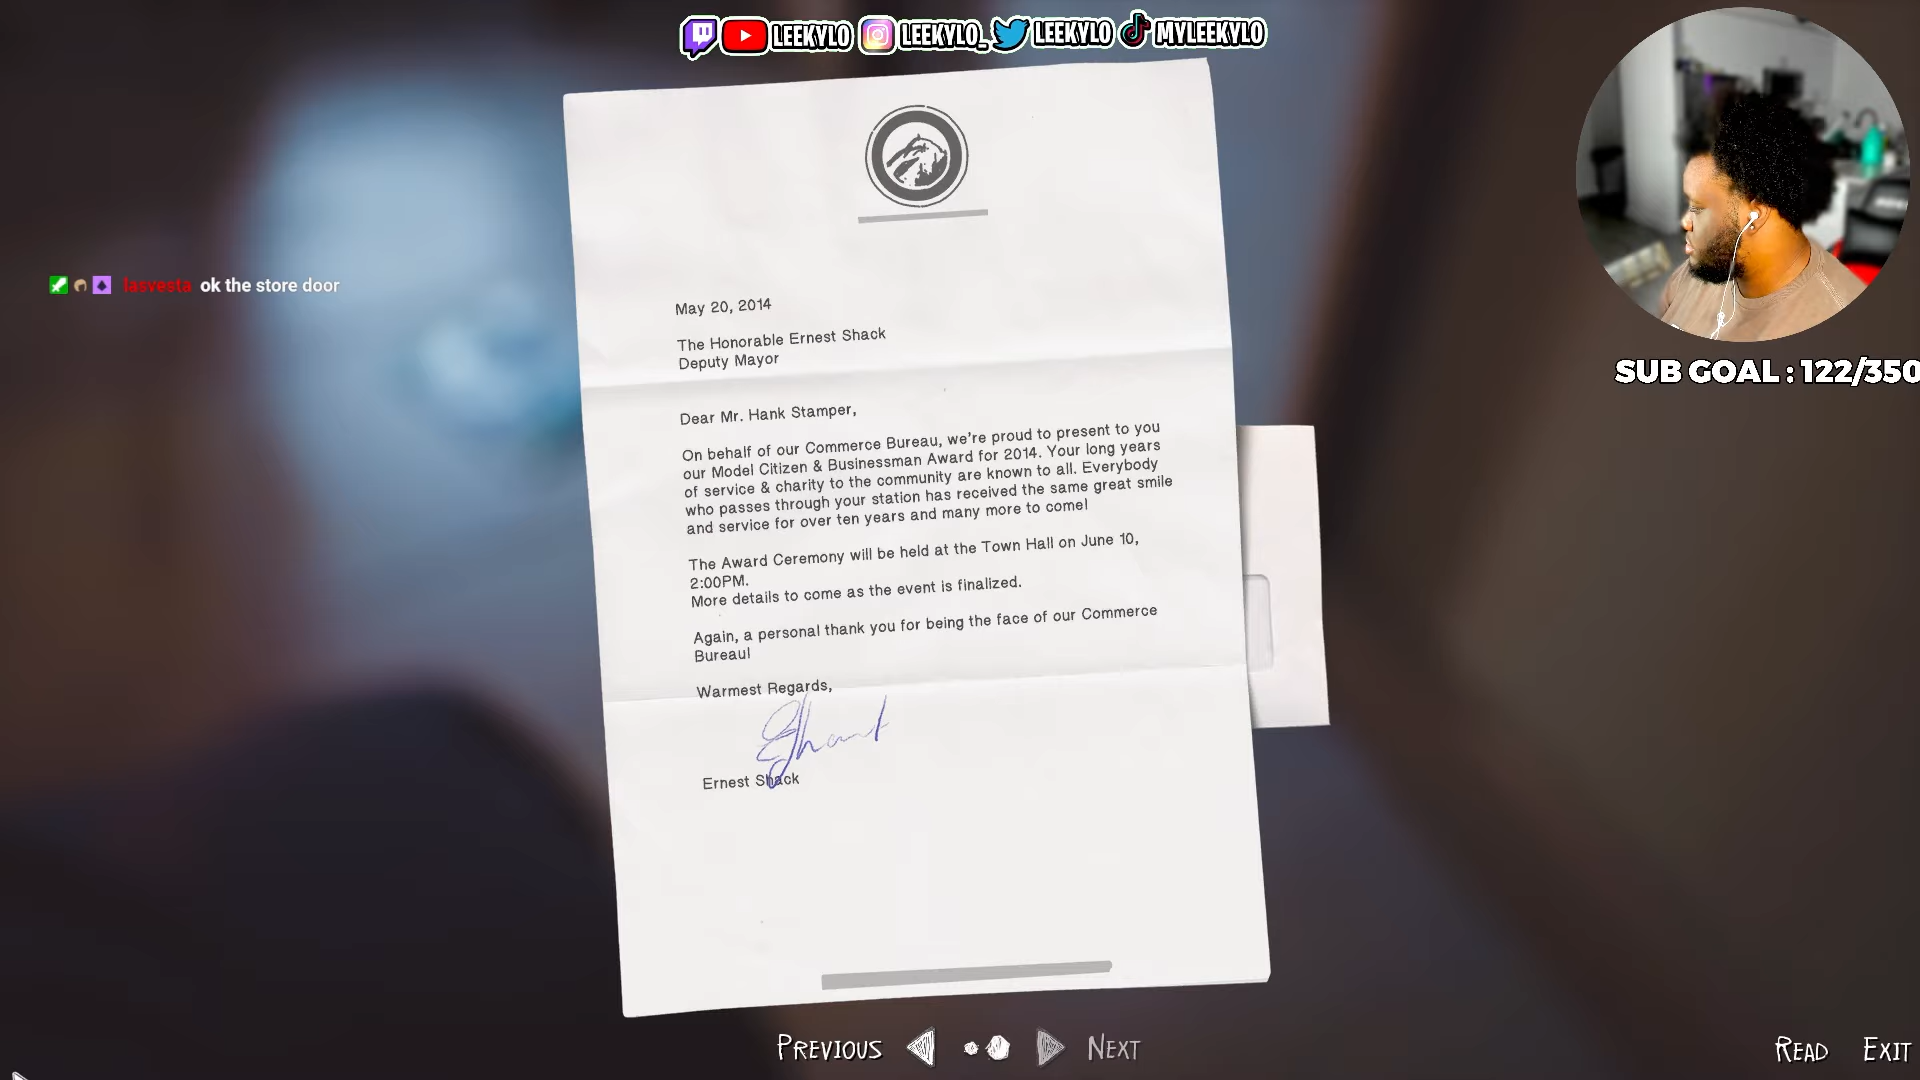 LEEKYLO LEEKYLO_ LEEKYLO MYLEEKYLO
lasvesta ok the store door
SUB GOAL : 122/350
May 20, 2014
The Honorable Ernest Shack
Deputy Mayor
Dear Mr. Hank Stamper,
On behalf of our Commerce Bureau, we're proud to present to you
our Model Citizen & Businessman Award for 2014. Your long years
of service & charity to the community are known to all. Everybody
who passes through your station has received the same great smile
and service for over ten years and many more to come!
The Award Ceremony will be held at the Town Hall on June 10,
2:00PM.
More details to come as the event is finalized.
Again, a personal thank you for being the face of our Commerce
Bureau!
Warmest Regards,
Ernest Shack
PREVIOUS NEXT
READ EXIT